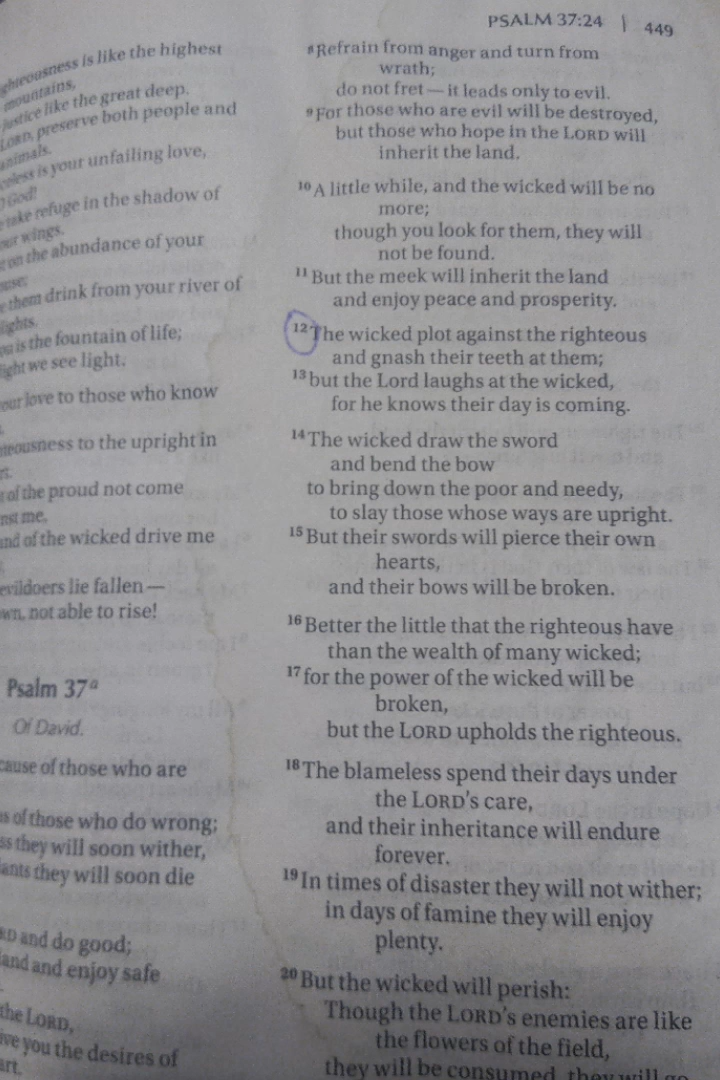 PSALM 37:24 | 449
righteousness is like the highest
mountains,
justice like the great deep.
LORD, preserve both people and
animals.
is your unfailing love,
God!
take refuge in the shadow of
your wings.
on the abundance of your
them drink from your river of
is the fountain of life;
light we see light.
your love to those who know
to the upright in
of the proud not come
me,
and of the wicked drive me
evildoers lie fallen —
not able to rise!
Psalm 37a
Of David.
of those who are
of those who do wrong;
they will soon wither,
they will soon die
and do good;
land and enjoy safe
the LORD,
you the desires of
8 Refrain from anger and turn from
wrath;
do not fret — it leads only to evil.
9 For those who are evil will be destroyed,
but those who hope in the LORD will
inherit the land.
10 A little while, and the wicked will be no
more;
though you look for them, they will
not be found.
11 But the meek will inherit the land
and enjoy peace and prosperity.
12 The wicked plot against the righteous
and gnash their teeth at them;
13 but the Lord laughs at the wicked,
for he knows their day is coming.
14 The wicked draw the sword
and bend the bow
to bring down the poor and needy,
to slay those whose ways are upright.
15 But their swords will pierce their own
hearts,
and their bows will be broken.
16 Better the little that the righteous have
than the wealth of many wicked;
17 for the power of the wicked will be
broken,
but the LORD upholds the righteous.
18 The blameless spend their days under
the LORD's care,
and their inheritance will endure
forever.
19 In times of disaster they will not wither;
in days of famine they will enjoy
plenty.
20 But the wicked will perish:
Though the LORD's enemies are like
the flowers of the field,
they will be consumed, they will go